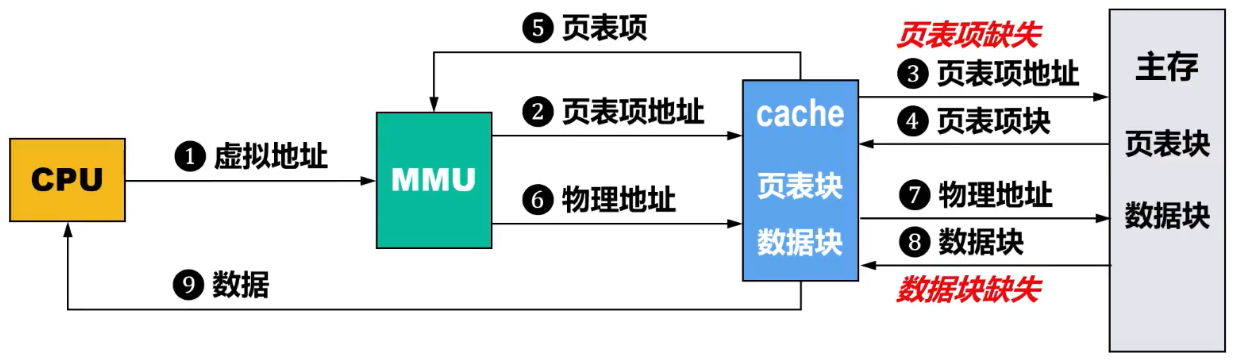 ❺ 页表项
页表项缺失
❸ 页表项地址
主存
cache
❷ 页表项地址
❹ 页表项块
页表块
❶ 虚拟地址
CPU
MMU
页表块
❻ 物理地址
❼ 物理地址
数据块
数据块
❽ 数据块
❾ 数据
数据块缺失